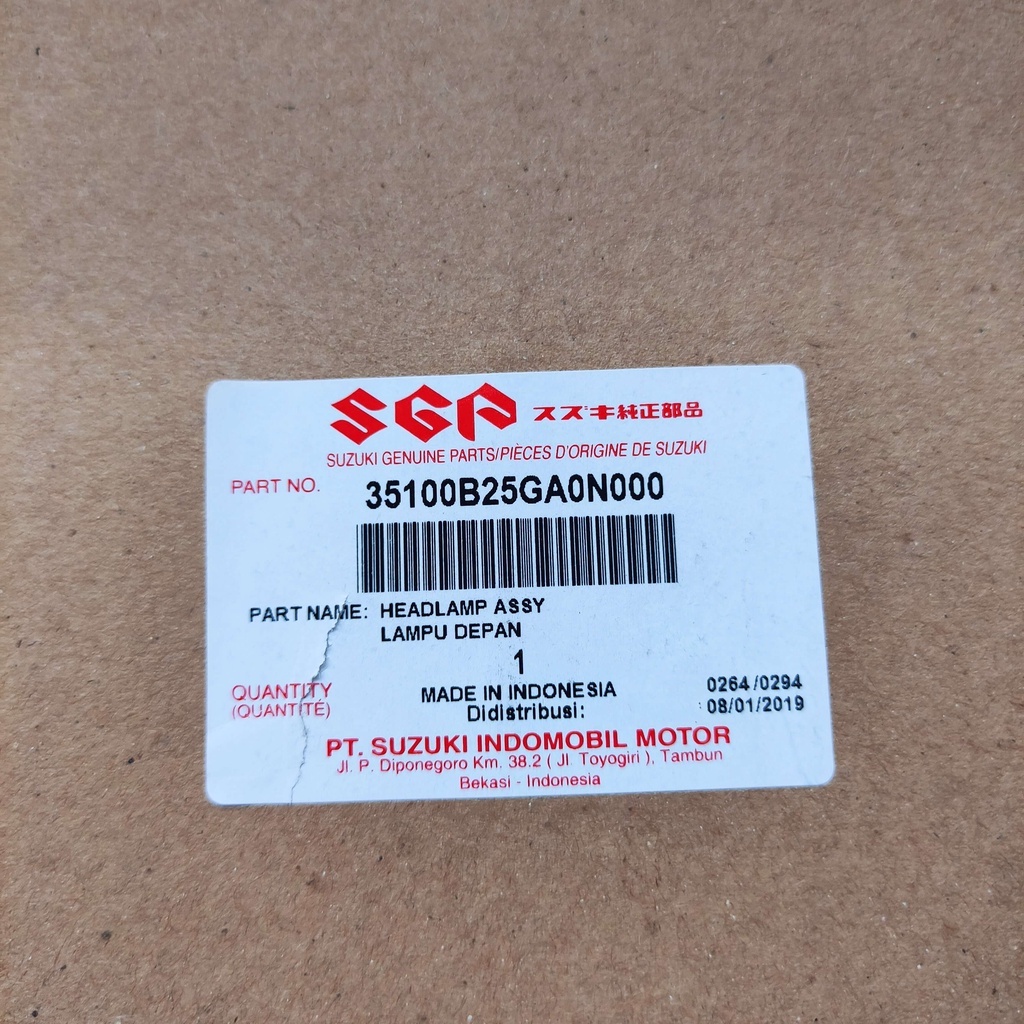 SGP スズキ純正部品
SUZUKI GENUINE PARTS/PIÈCES D'ORIGINE DE SUZUKI
PART NO. 35100B25GA0N000
PART NAME: HEADLAMP ASSY
LAMPU DEPAN
1
QUANTITY MADE IN INDONESIA 0264/0294
(QUANTITÉ) Didistribusi: 08/01/2019
PT. SUZUKI INDOMOBIL MOTOR
Jl. P. Diponegoro Km. 38.2 ( Jl. Toyogiri ), Tambun
Bekasi - Indonesia